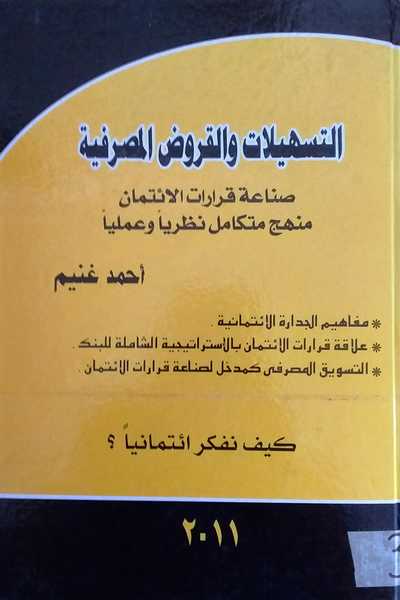 التسهيلات والقروض المصرفية
صناعة قرارات الائتمان
منهج متكامل نظرياً وعملياً
أحمد غنيم
* مفاهيم الجدارة الائتمانية .
* علاقة قرارات الائتمان بالاستراتيجية الشاملة للبنك .
* التسويق المصرفى كمدخل لصناعة قرارات الائتمان .
كيف نفكر ائتمانياً ؟
٢٠١١